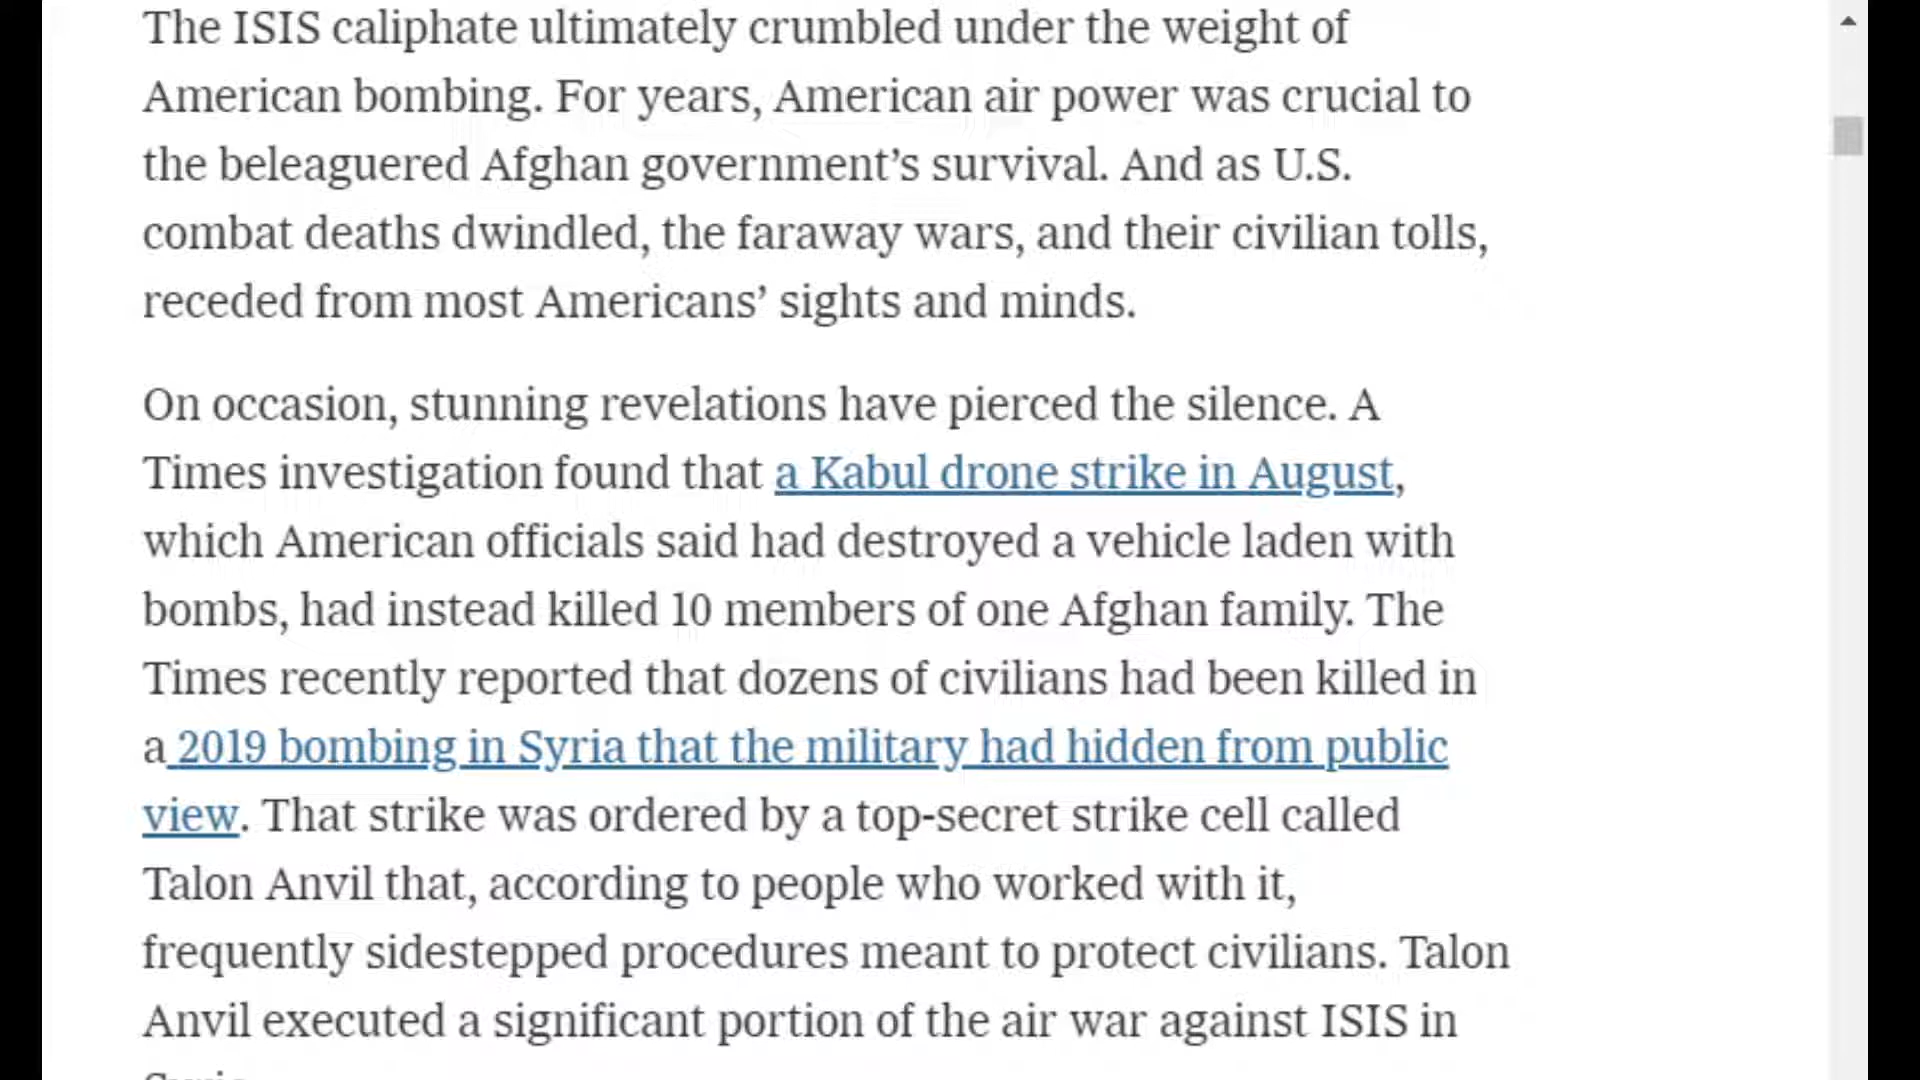 The ISIS caliphate ultimately crumbled under the weight of
American bombing. For years, American air power was crucial to
the beleaguered Afghan government’s survival. And as U.S.
combat deaths dwindled, the faraway wars, and their civilian tolls,
receded from most Americans’ sights and minds.
On occasion, stunning revelations have pierced the silence. A
Times investigation found that a Kabul drone strike in August,
which American officials said had destroyed a vehicle laden with
bombs, had instead killed 10 members of one Afghan family. The
Times recently reported that dozens of civilians had been killed in
a 2019 bombing in Syria that the military had hidden from public
view. That strike was ordered by a top-secret strike cell called
Talon Anvil that, according to people who worked with it,
frequently sidestepped procedures meant to protect civilians. Talon
Anvil executed a significant portion of the air war against ISIS in